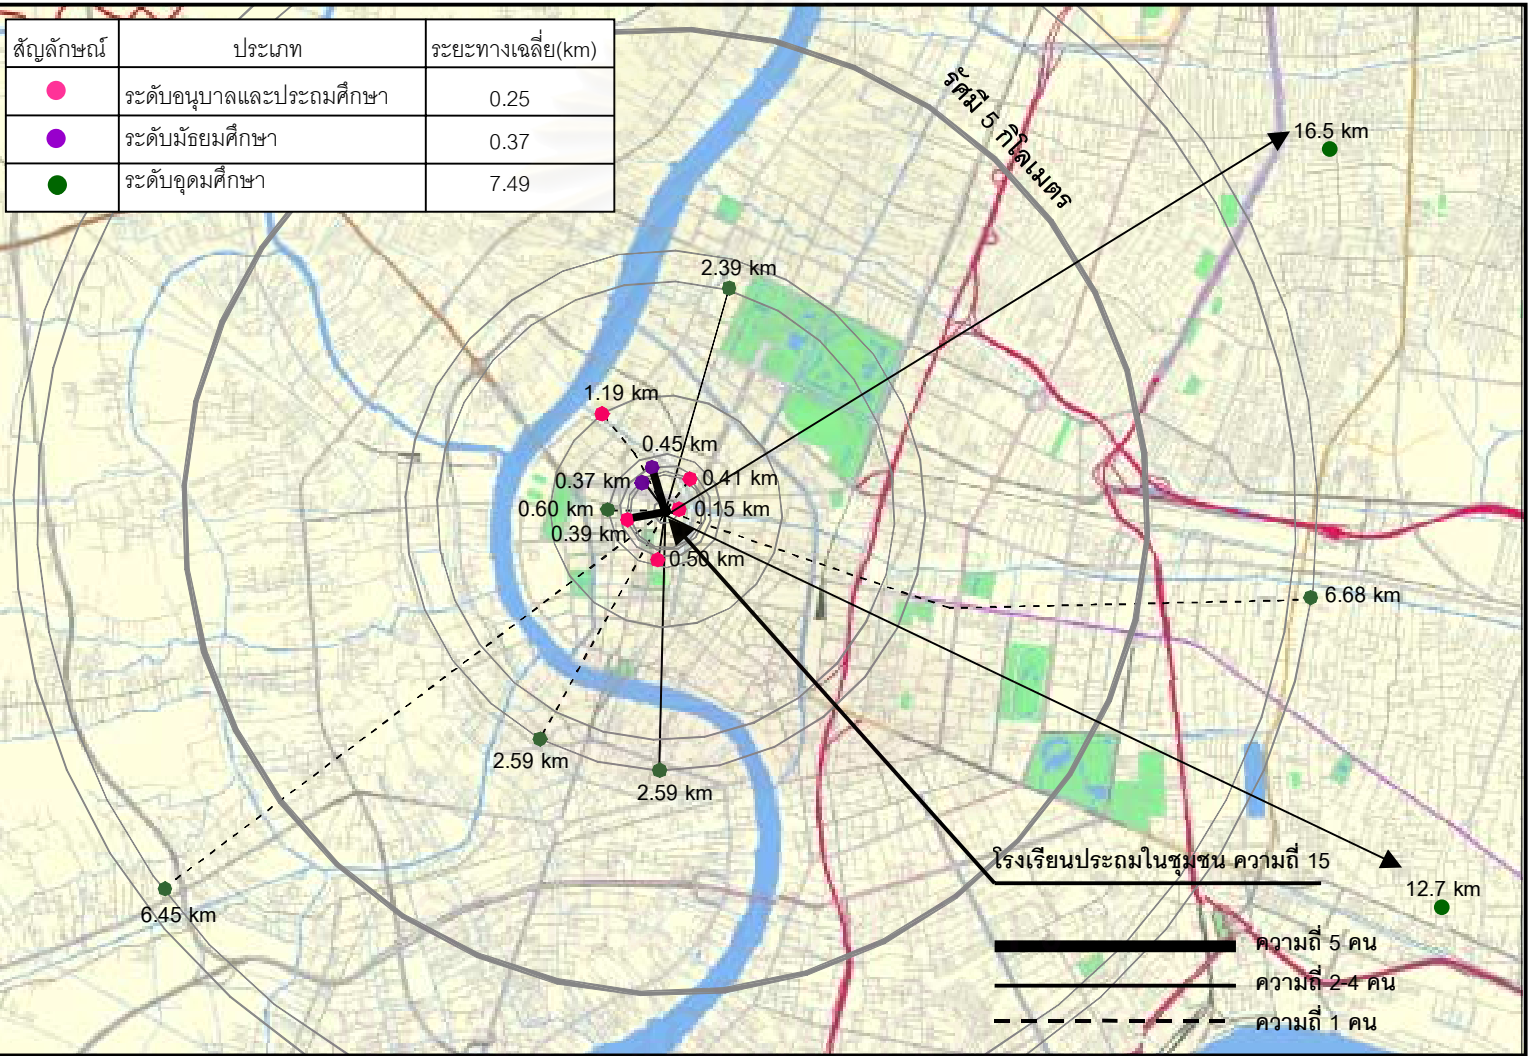 สัญลักษณ์ ประเภท ระยะทางเฉลี่ย(km)
ระดับอนุบาลและประถมศึกษา 0.25
ระดับมัธยมศึกษา 0.37
ระดับอุดมศึกษา 7.49
รัศมี 5 กิโลเมตร
16.5 km
2.39 km
1.19 km
0.45 km
0.37 km
0.41 km
0.60 km
0.15 km
0.39 km
0.50 km
6.68 km
2.59 km
2.59 km
โรงเรียนประถมในชุมชน ความถี่ 15
12.7 km
6.45 km
ความถี่ 5 คน
ความถี่ 2-4 คน
ความถี่ 1 คน